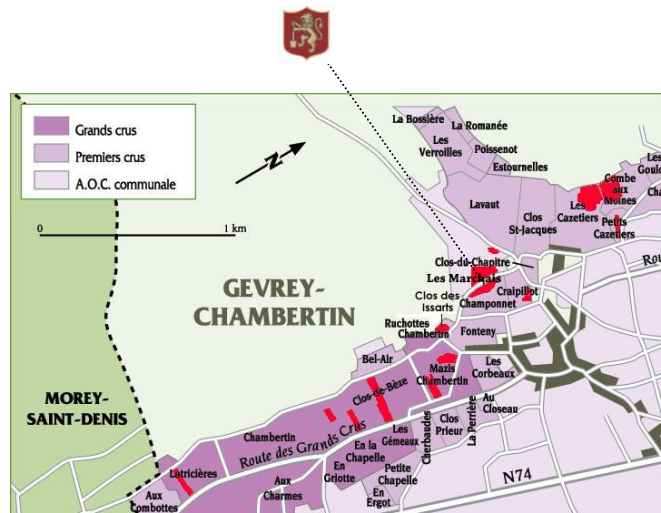 Grands crus
Premiers crus
A.O.C. communale
N
0
1 km
La Bossière
La Romanée
Les
Verroilles
Poissenot
Estournelles
Lavaut
Clos
St-Jacques
Les
Cazetiers
Combe
aux
Moines
Les
Goulo
Cha
Petits
Cazetiers
Rou
Clos-du-Chapitre
Les Marchais
Craipillot
Champonnet
Clos des
Issarts
GEVREY-
CHAMBERTIN
Ruchottes
Chambertin
Fonteny
Bel-Air
Mazis
Chambertin
Les
Corbeaux
Clos-de-Bèze
MOREY-
SAINT-DENIS
Au
Closeau
La Perrière
Clos
Prieur
Cherbaudes
Les
Gémeaux
Chambertin
Route des Grands Crus
En la
Chapelle
En
Griotte
Petite
Chapelle
En
Ergot
Latricières
Aux
Combottes
Aux
Charmes
N74